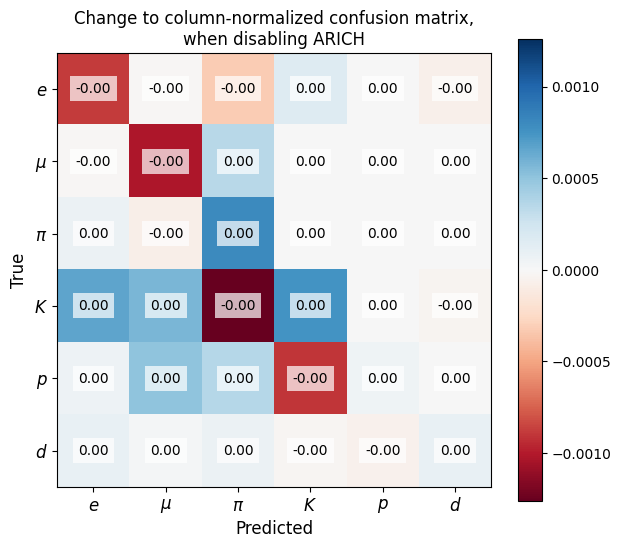 Change to column-normalized confusion matrix,
when disabling ARICH
e -0.00 -0.00 -0.00 0.00 0.00 -0.00
μ -0.00 -0.00 0.00 0.00 0.00 0.00
π 0.00 -0.00 0.00 0.00 0.00 0.00
K 0.00 0.00 -0.00 0.00 0.00 -0.00
p 0.00 0.00 0.00 -0.00 0.00 0.00
d 0.00 0.00 0.00 -0.00 -0.00 0.00
e μ π K p d
Predicted
True
0.0010
0.0005
0.0000
−0.0005
−0.0010